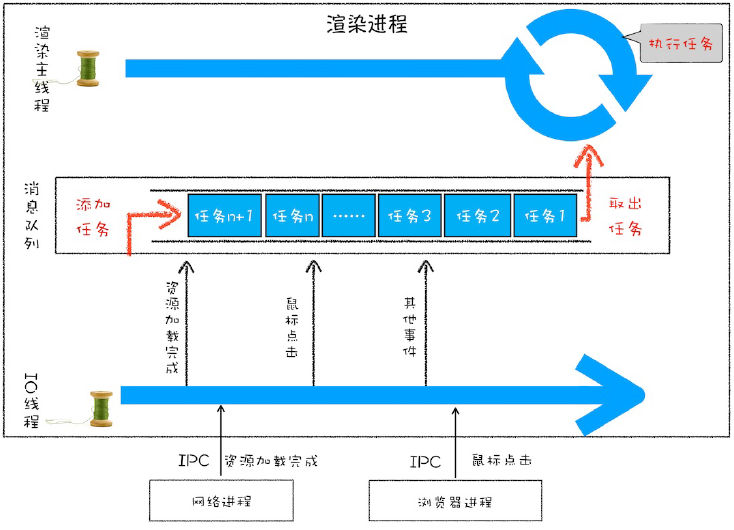 渲染进程
渲染主线程
执行任务
消息队列
添加
任务
任务n+1
任务n
……
任务3
任务2
任务1
取出
任务
资源加载完成
鼠标点击
其他事件
IO线程
IPC 资源加载完成
IPC 鼠标点击
网络进程
浏览器进程